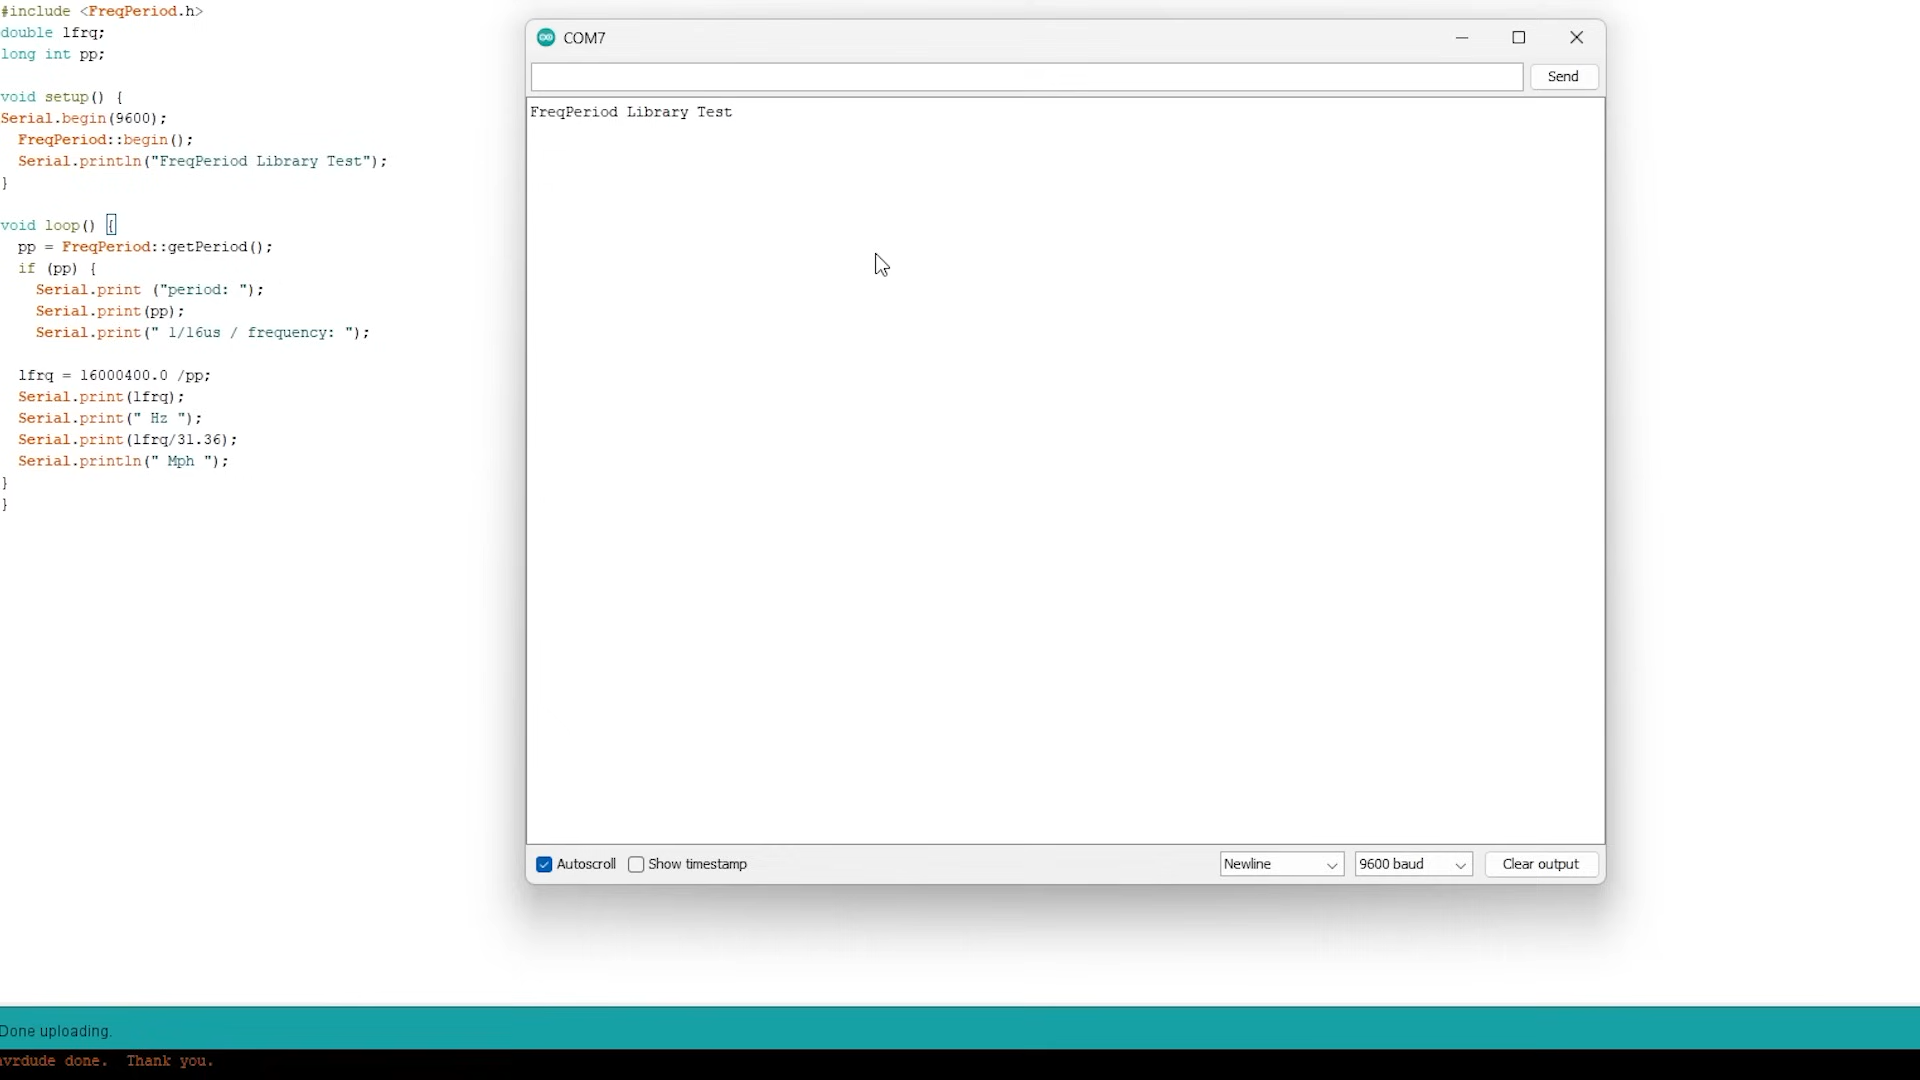 #include <FreqPeriod.h>
double lfrq;
long int pp;
void setup() {
Serial.begin(9600);
FreqPeriod::begin();
Serial.println("FreqPeriod Library Test");
}
void loop() {
pp = FreqPeriod::getPeriod();
if (pp) {
Serial.print ("period: ");
Serial.print(pp);
Serial.print(" 1/16us / frequency: ");
lfrq = 16000400.0 /pp;
Serial.print(lfrq);
Serial.print(" Hz ");
Serial.print(lfrq/31.36);
Serial.println(" Mph ");
}
}
COM7
Send
FreqPeriod Library Test
Autoscroll
Show timestamp
Newline
9600 baud
Clear output
Done uploading.
avrdude done.  Thank you.